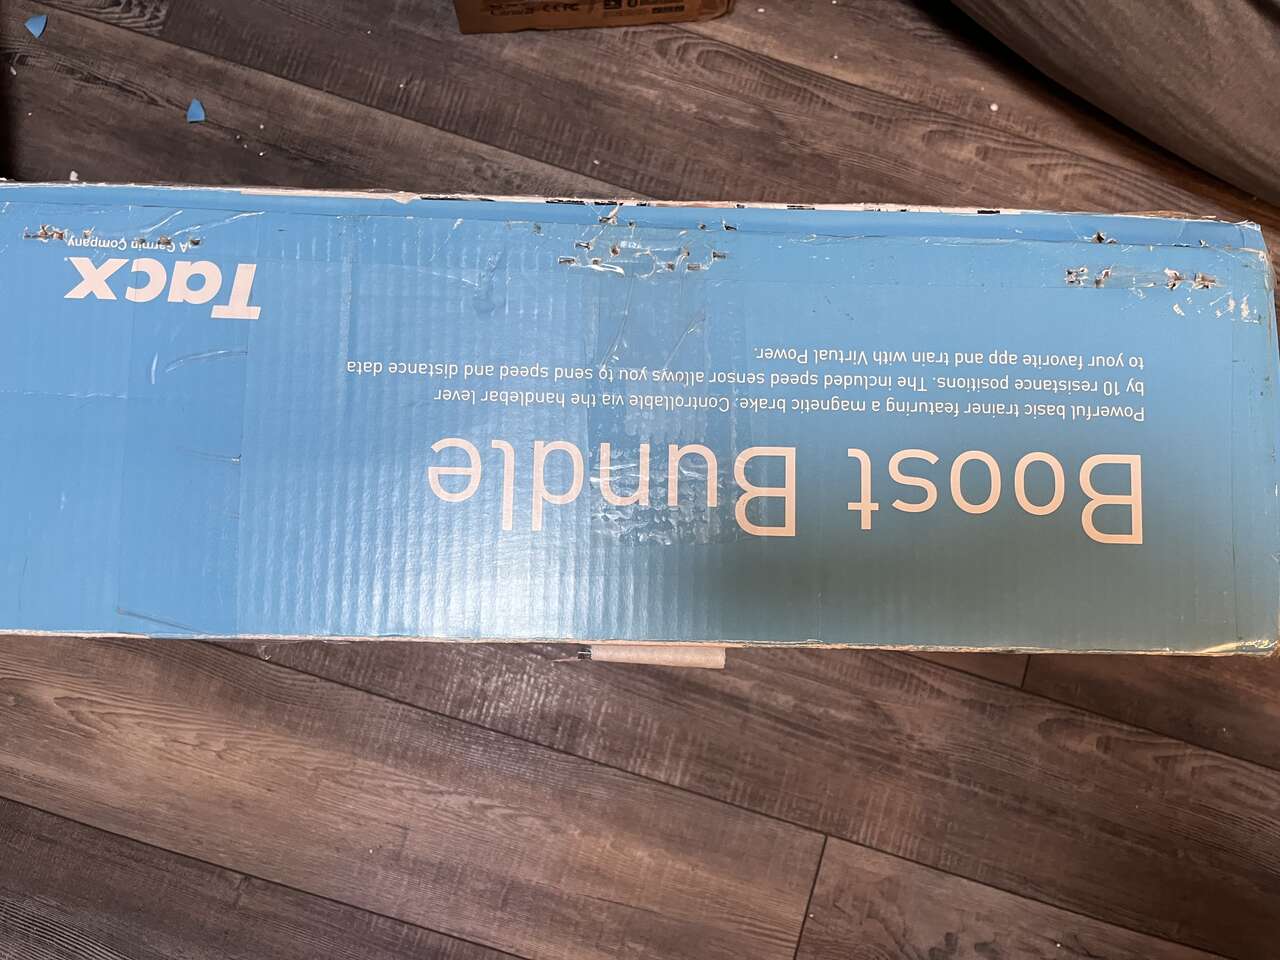 Boost Bundle
Powerful basic trainer featuring a magnetic brake. Controllable via the handlebar lever
by 10 resistance positions. The included speed sensor allows you to send speed and distance data
to your favorite app and train with Virtual Power.
Tacx
A Garmin Company